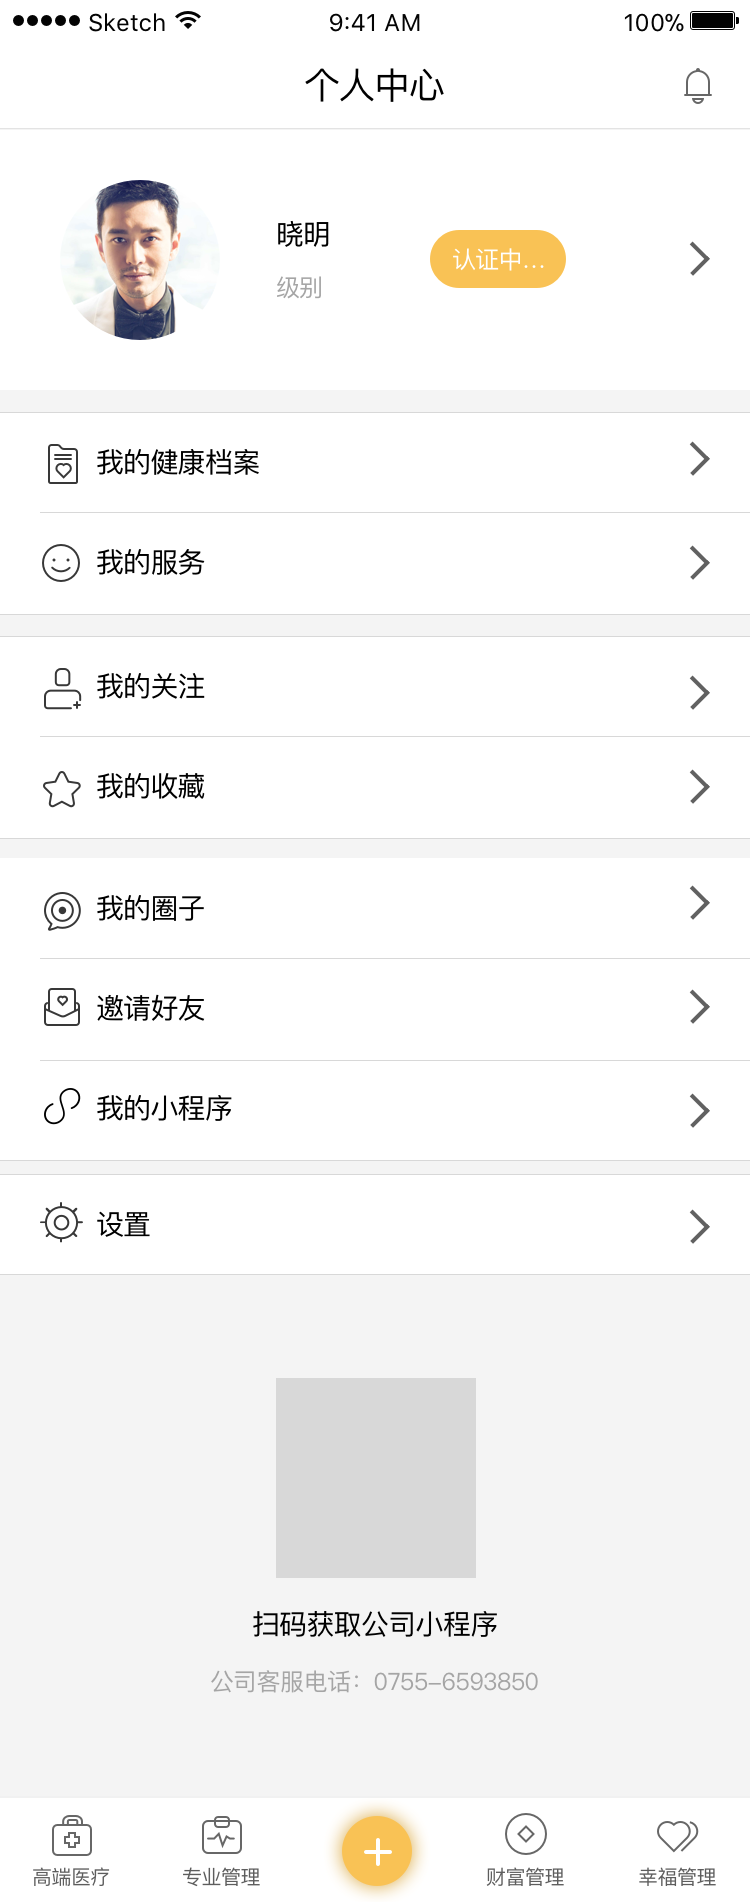 Sketch 9:41 AM 100%
个人中心
晓明
级别
认证中...
我的健康档案
我的服务
我的关注
我的收藏
我的圈子
邀请好友
我的小程序
设置
扫码获取公司小程序
公司客服电话：0755-6593850
高端医疗 专业管理 财富管理 幸福管理